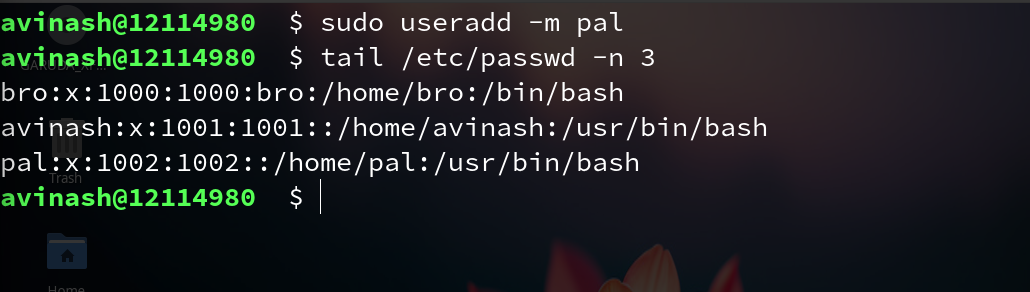 avinash@12114980 $ sudo useradd -m pal
avinash@12114980 $ tail /etc/passwd -n 3
bro:x:1000:1000:bro:/home/bro:/bin/bash
avinash:x:1001:1001::/home/avinash:/usr/bin/bash
pal:x:1002:1002::/home/pal:/usr/bin/bash
Trash
avinash@12114980 $
Home